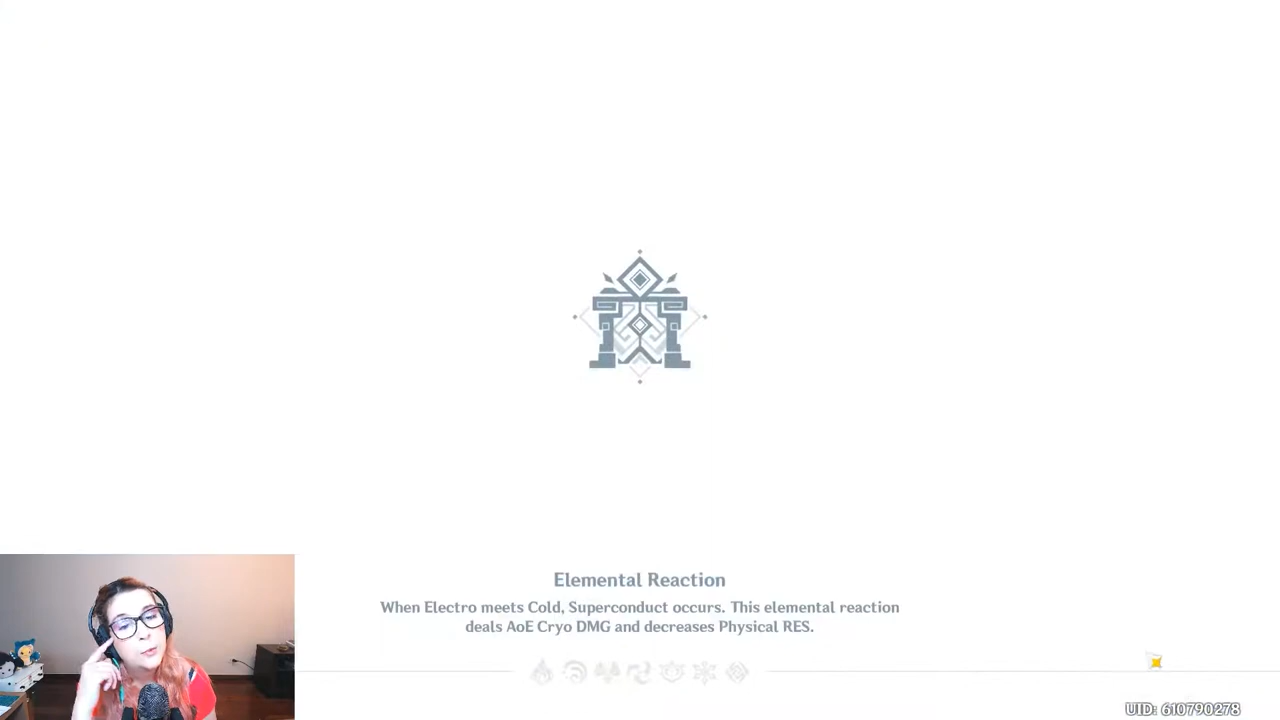 Elemental Reaction
When Electro meets Cold, Superconduct occurs. This elemental reaction
deals AoE Cryo DMG and decreases Physical RES.
UID: 610790278